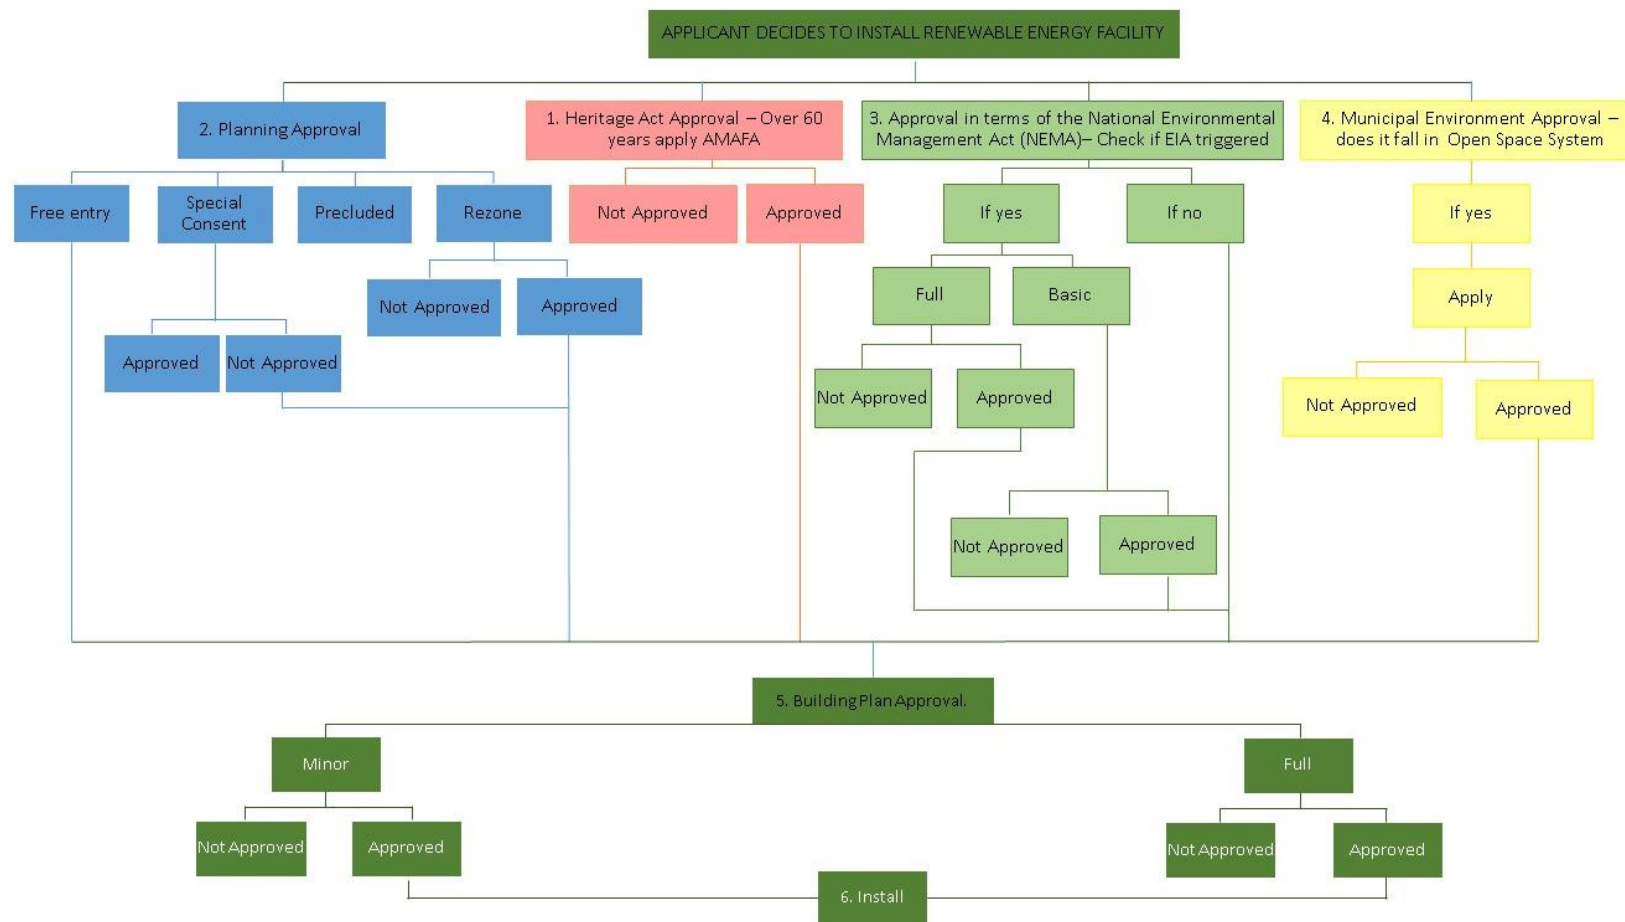 APPLICANT DECIDES TO INSTALL RENEWABLE ENERGY FACILITY
2. Planning Approval
1. Heritage Act Approval – Over 60
years apply AMAFA
3. Approval in terms of the National Environmental
Management Act (NEMA)– Check if EIA triggered
4. Municipal Environment Approval –
does it fall in Open Space System
Free entry
Special
Consent
Precluded
Rezone
Not Approved
Approved
If yes
If no
If yes
Not Approved
Approved
Full
Basic
Apply
Approved
Not Approved
Not Approved
Approved
Not Approved
Approved
Not Approved
Approved
5. Building Plan Approval.
Minor
Full
Not Approved
Approved
Not Approved
Approved
6. Install